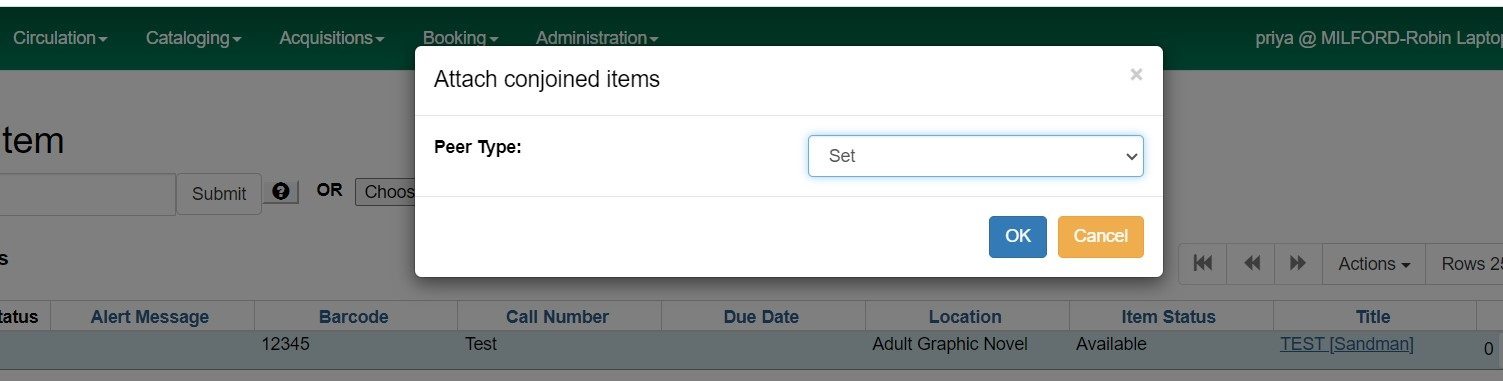 Circulation Cataloging Acquisitions Booking Administration priya @ MILFORD-Robin Laptop
Attach conjoined items ×
tem
Peer Type: Set
Submit ? OR Choos
OK Cancel
s
Actions Rows 25
tatus Alert Message Barcode Call Number Due Date Location Item Status Title
12345 Test Adult Graphic Novel Available TEST [Sandman] 0